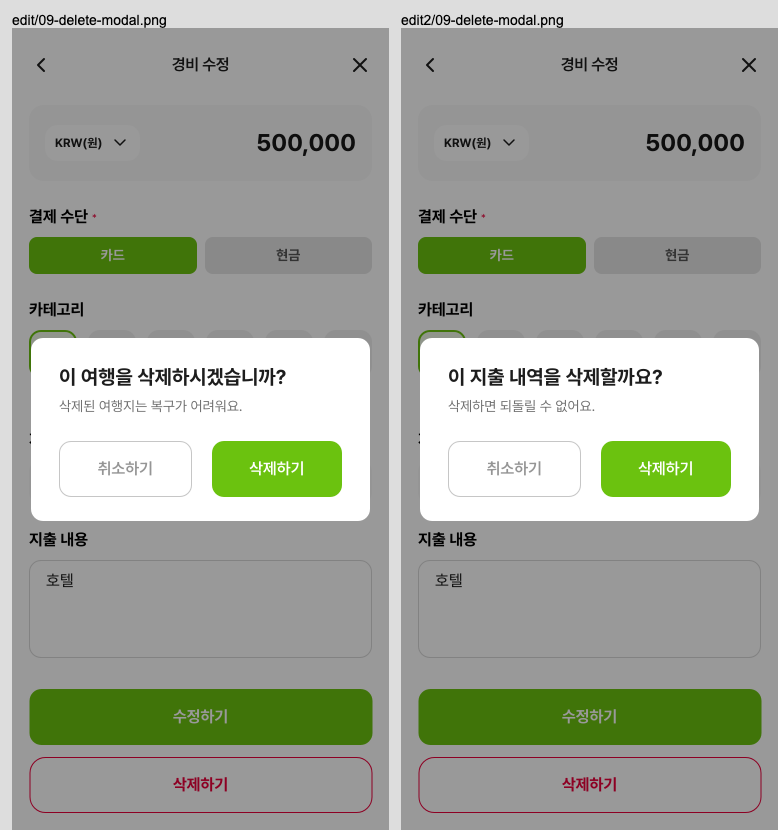 edit/09-delete-modal.png
경비 수정
KRW(원)
500,000
결제 수단 •
카드
현금
카테고리
이 여행을 삭제하시겠습니까?
삭제된 여행지는 복구가 어려워요.
취소하기
삭제하기
지출 내용
호텔
수정하기
삭제하기
edit2/09-delete-modal.png
경비 수정
KRW(원)
500,000
결제 수단 •
카드
현금
카테고리
이 지출 내역을 삭제할까요?
삭제하면 되돌릴 수 없어요.
취소하기
삭제하기
지출 내용
호텔
수정하기
삭제하기